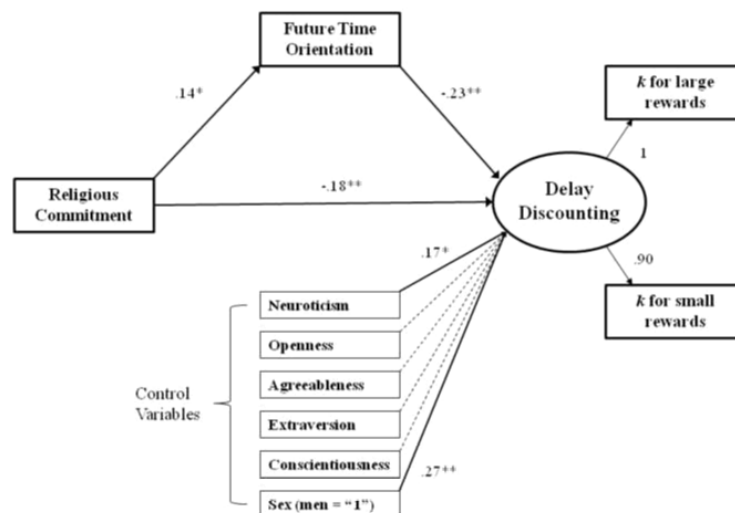 Future Time
Orientation
k for large
rewards
.14*
-.23**
1
Religious
Commitment
-.18**
Delay
Discounting
.17*
.90
k for small
rewards
Neuroticism
Openness
Agreeableness
Control
Variables
Extraversion
Conscientiousness
.27**
Sex (men = “1”)